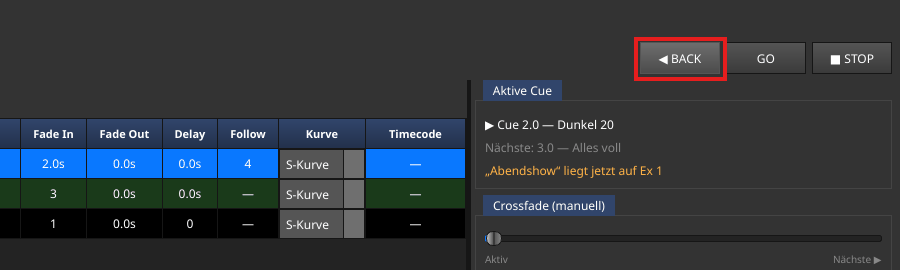 ◀ BACK
GO
■ STOP
Aktive Cue
▶ Cue 2.0 — Dunkel 20
Nächste: 3.0 — Alles voll
„Abendshow“ liegt jetzt auf Ex 1
Fade In Fade Out Delay Follow Kurve Timecode
2.0s 0.0s 0.0s 4 S-Kurve —
3 0.0s 0.0s — S-Kurve —
1 0.0s 0 — S-Kurve —
Crossfade (manuell)
Aktiv Nächste ▶